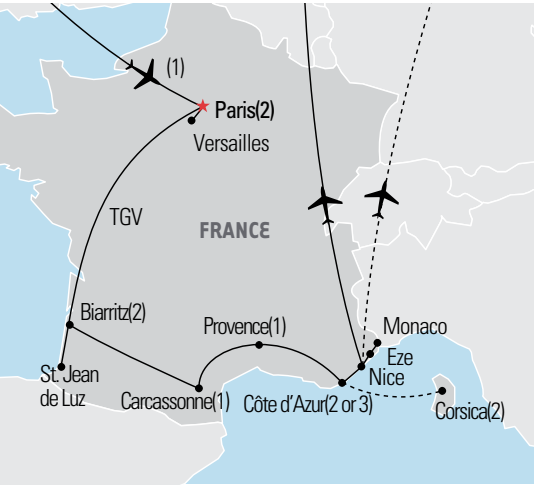 (1)
Paris(2)
Versailles
TGV
FRANCE
Biarritz(2)
Provence(1)
Monaco
Eze
Nice
St. Jean
de Luz
Carcassonne(1)
Côte d'Azur(2 or 3)
Corsica(2)